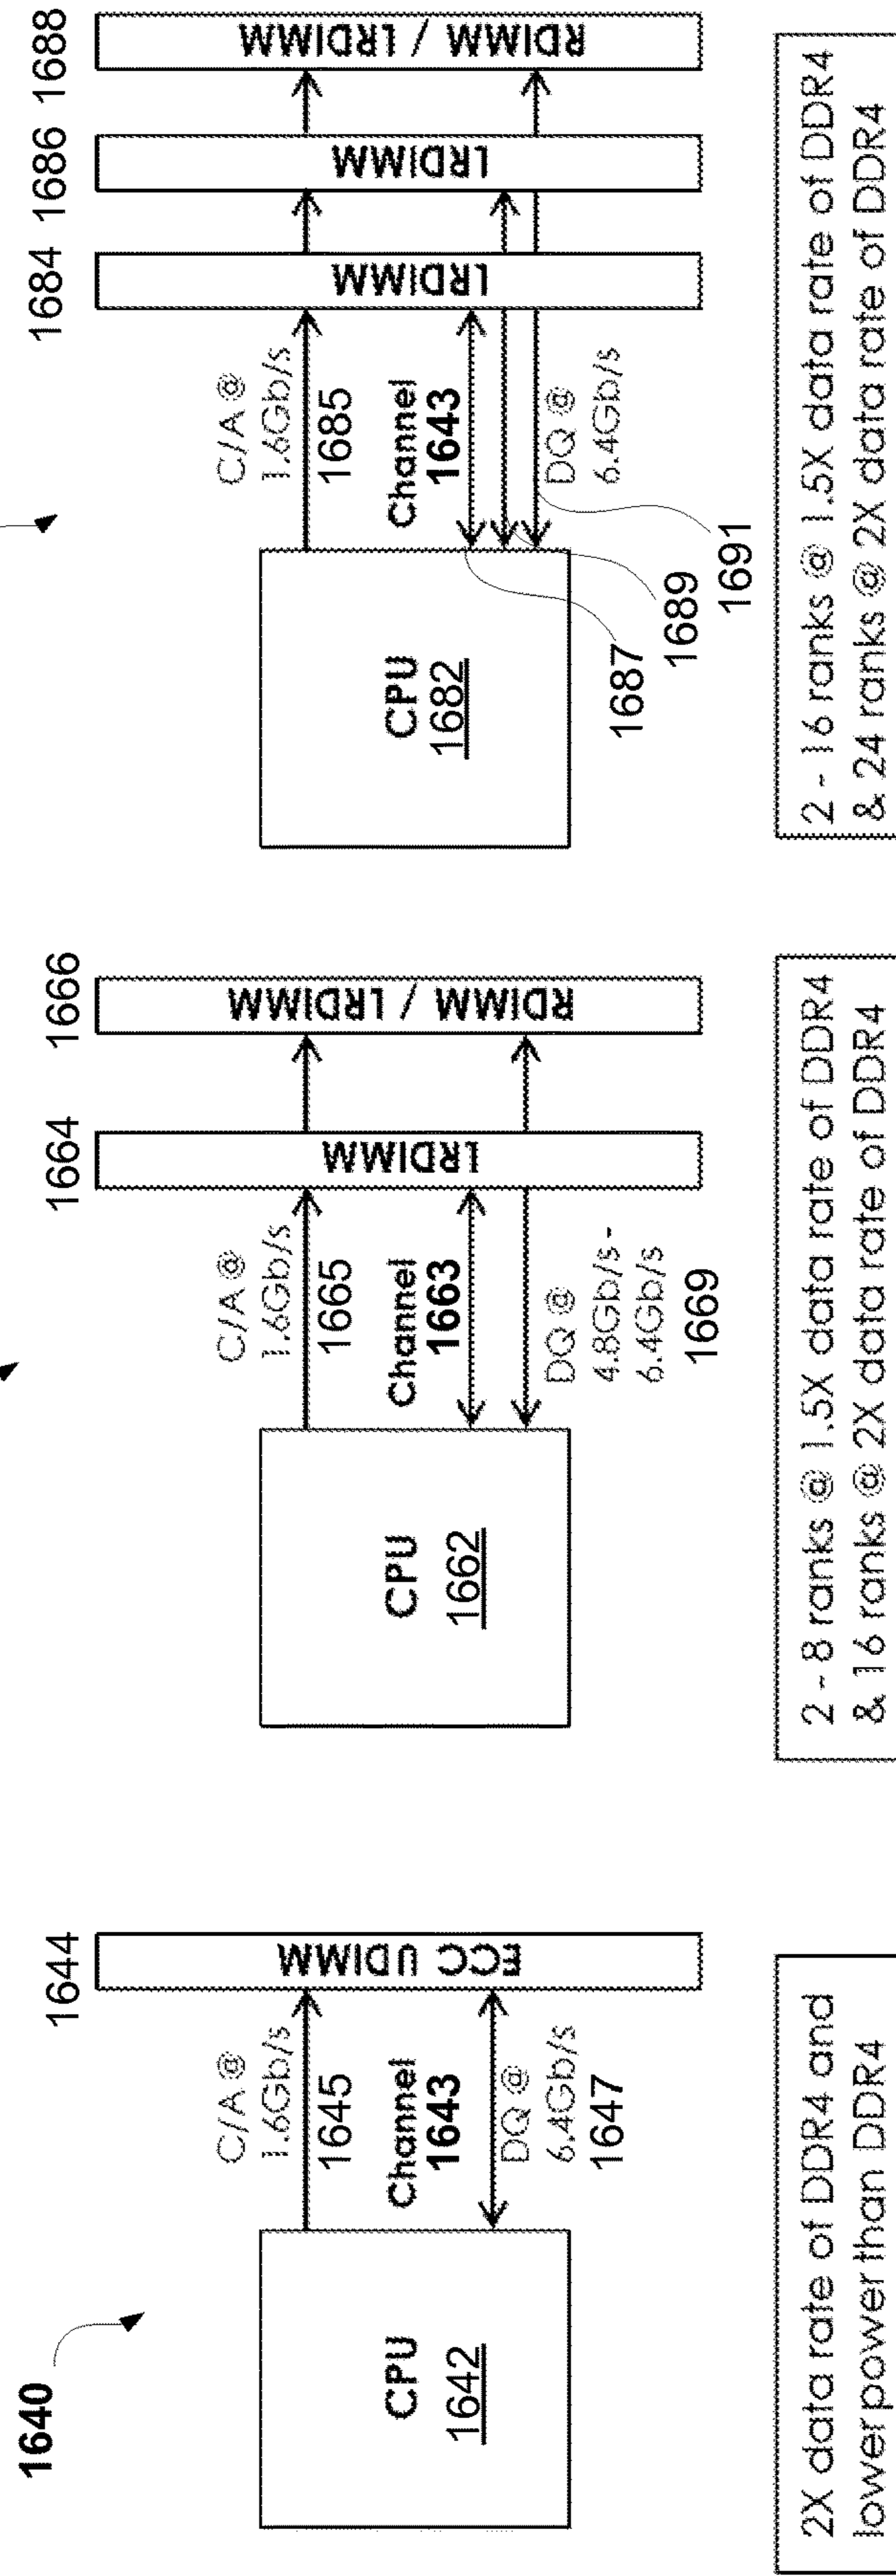 1640
CPU
1642
C/A @
1.6Gb/s
1645
Channel
1643
DQ @
6.4Gb/s
1647
1644
ECC UDIMM
2X data rate of DDR4 and
lower power than DDR4
CPU
1662
C/A @
1.6Gb/s
1665
Channel
1663
DQ @
4.8Gb/s -
6.4Gb/s
1669
1664
LRDIMM
1666
RDIMM / LRDIMM
2 - 8 ranks @ 1.5X data rate of DDR4
& 16 ranks @ 2X data rate of DDR4
CPU
1682
C/A @
1.6Gb/s
1685
Channel
1643
DQ @
6.4Gb/s
1687
1689
1691
1684
LRDIMM
1686
LRDIMM
1688
RDIMM / LRDIMM
2 - 16 ranks @ 1.5X data rate of DDR4
& 24 ranks @ 2X data rate of DDR4